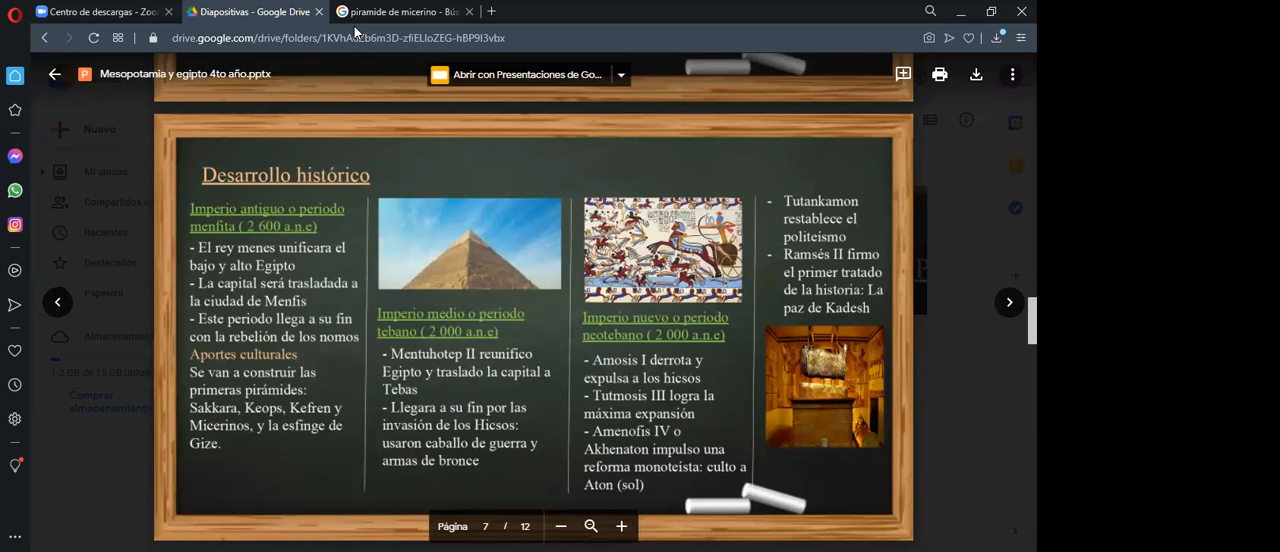 Centro de descargas - Zoo
Diapositivas - Google Drive
piramide de micerino - Bús
drive.google.com/drive/folders/
Mesopotamia y egipto 4to año.pptx
Abrir con Presentaciones de Go...
Nuevo
Mi unidad
Compartidos c
Recientes
Destacados
Papelera
Almacenamien
1.2 GB de 15 GB utiliza
Comprar
almacenamien
Desarrollo histórico
Imperio antiguo o periodo
menfita ( 2 600 a.n.e)
- El rey menes unificara el
bajo y alto Egipto
- La capital será trasladada a
la ciudad de Menfis
- Este periodo llega a su fin
con la rebelión de los nomos
Aportes culturales
Se van a construir las
primeras pirámides:
Sakkara, Keops, Kefren y
Micerinos, y la esfinge de
Gize.
Imperio medio o periodo
tebano ( 2 000 a.n.e)
- Mentuhotep II reunifico
Egipto y traslado la capital a
Tebas
- Llegara a su fin por las
invasión de los Hicsos:
usaron caballo de guerra y
armas de bronce
Imperio nuevo o periodo
neotebano ( 2 000 a.n.e)
- Amosis I derrota y
expulsa a los hicsos
- Tutmosis III logra la
máxima expansión
- Amenofis IV o
Akhenaton impulso una
reforma monoteísta: culto a
Aton (sol)
- Tutankamon
restablece el
politeísmo
- Ramsés II firmo
el primer tratado
de la historia: La
paz de Kadesh
Página 7 / 12